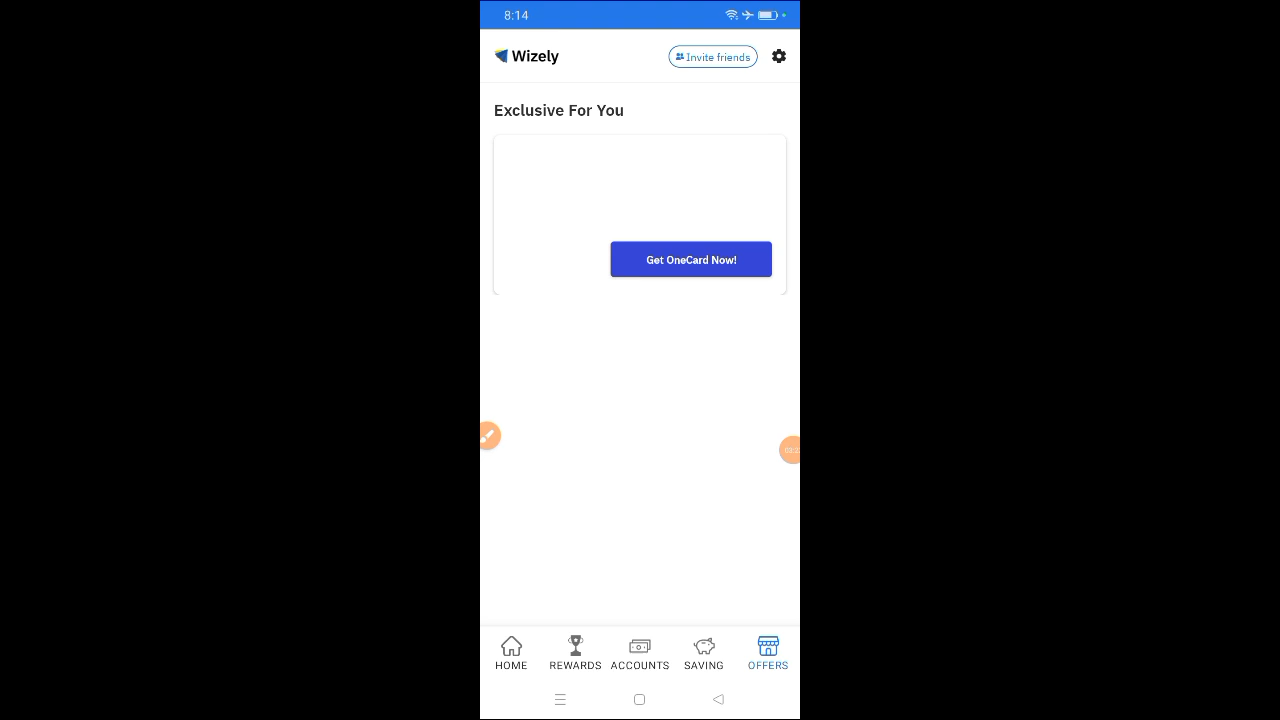 8:14
Wizely
Invite friends
Exclusive For You
Get OneCard Now!
HOME
REWARDS
ACCOUNTS
SAVING
OFFERS